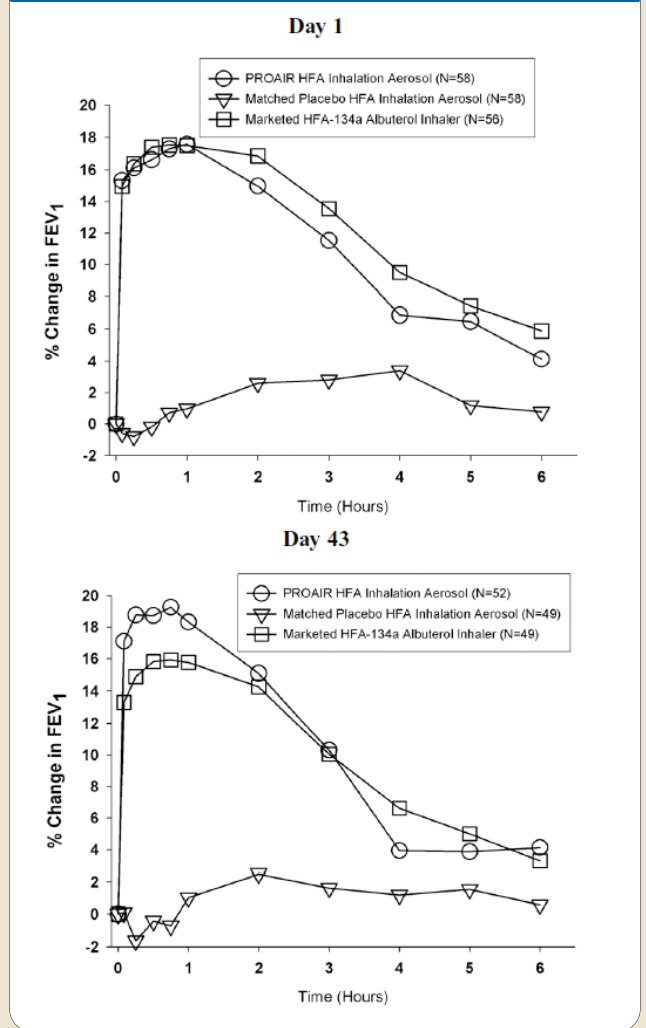 Day 1
PROAIR HFA Inhalation Aerosol (N=58)
Matched Placebo HFA Inhalation Aerosol (N=58)
Marketed HFA-134a Albuterol Inhaler (N=56)
% Change in FEV1
20
18
16
14
12
10
8
6
4
2
0
-2
0 1 2 3 4 5 6
Time (Hours)
Day 43
PROAIR HFA Inhalation Aerosol (N=52)
Matched Placebo HFA Inhalation Aerosol (N=49)
Marketed HFA-134a Albuterol Inhaler (N=49)
% Change in FEV1
20
18
16
14
12
10
8
6
4
2
0
-2
0 1 2 3 4 5 6
Time (Hours)